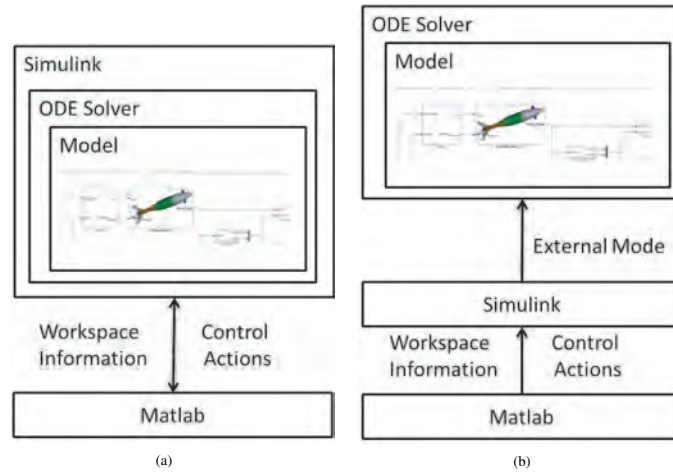 Simulink
ODE Solver
Model
Workspace
Information
Control
Actions
Matlab
(a)
ODE Solver
Model
External Mode
Simulink
Workspace
Information
Control
Actions
Matlab
(b)